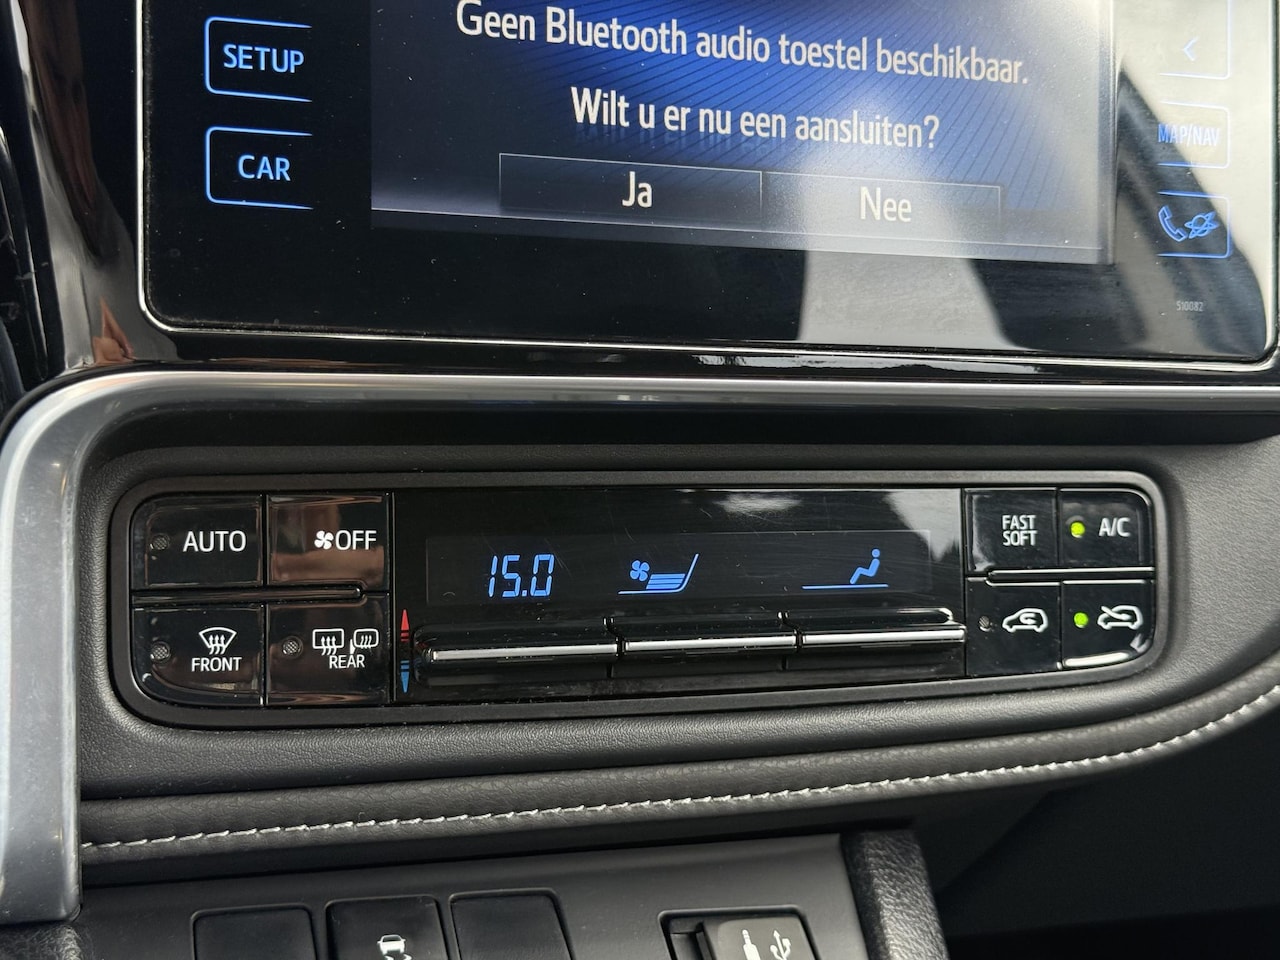 Geen Bluetooth audio toestel beschikbaar.
Wilt u er nu een aansluiten?
Ja
Nee
SETUP
CAR
MAP/NAV
510082
AUTO
OFF
15.0
FAST
SOFT
A/C
FRONT
REAR